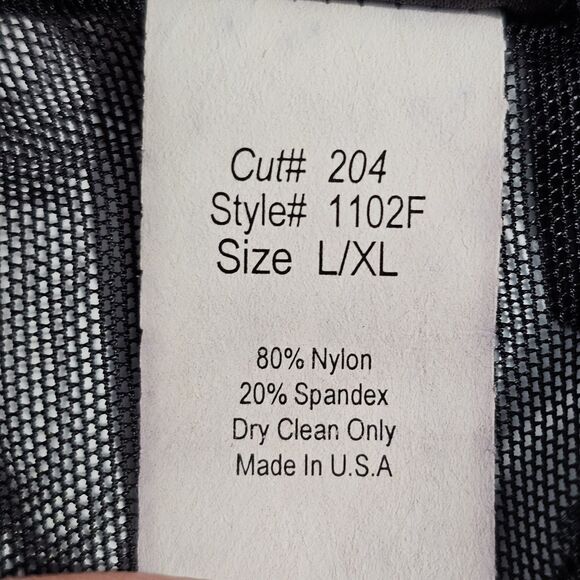 Cut# 204
Style# 1102F
Size L/XL
80% Nylon
20% Spandex
Dry Clean Only
Made In U.S.A